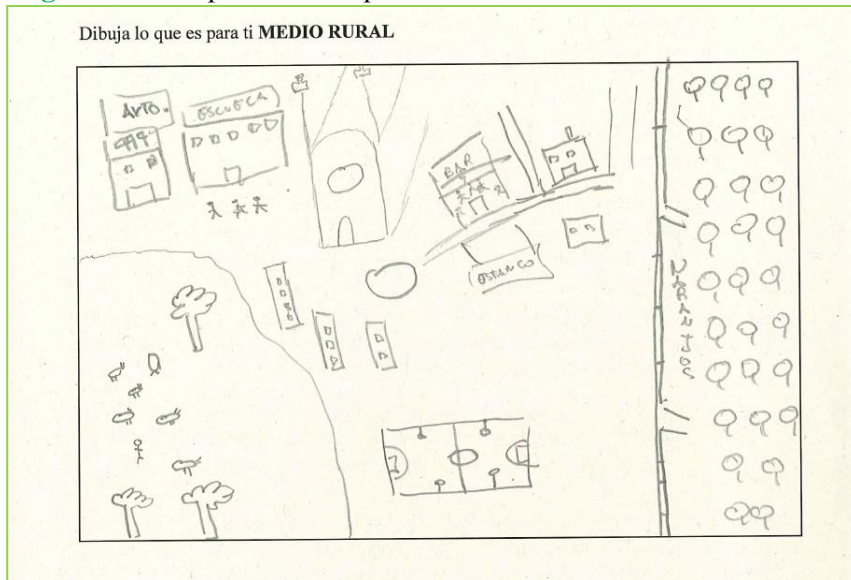 Dibuja lo que es para ti MEDIO RURAL
AYTO.
ESCUELA
BAR
ESTANCO
NARANJOS